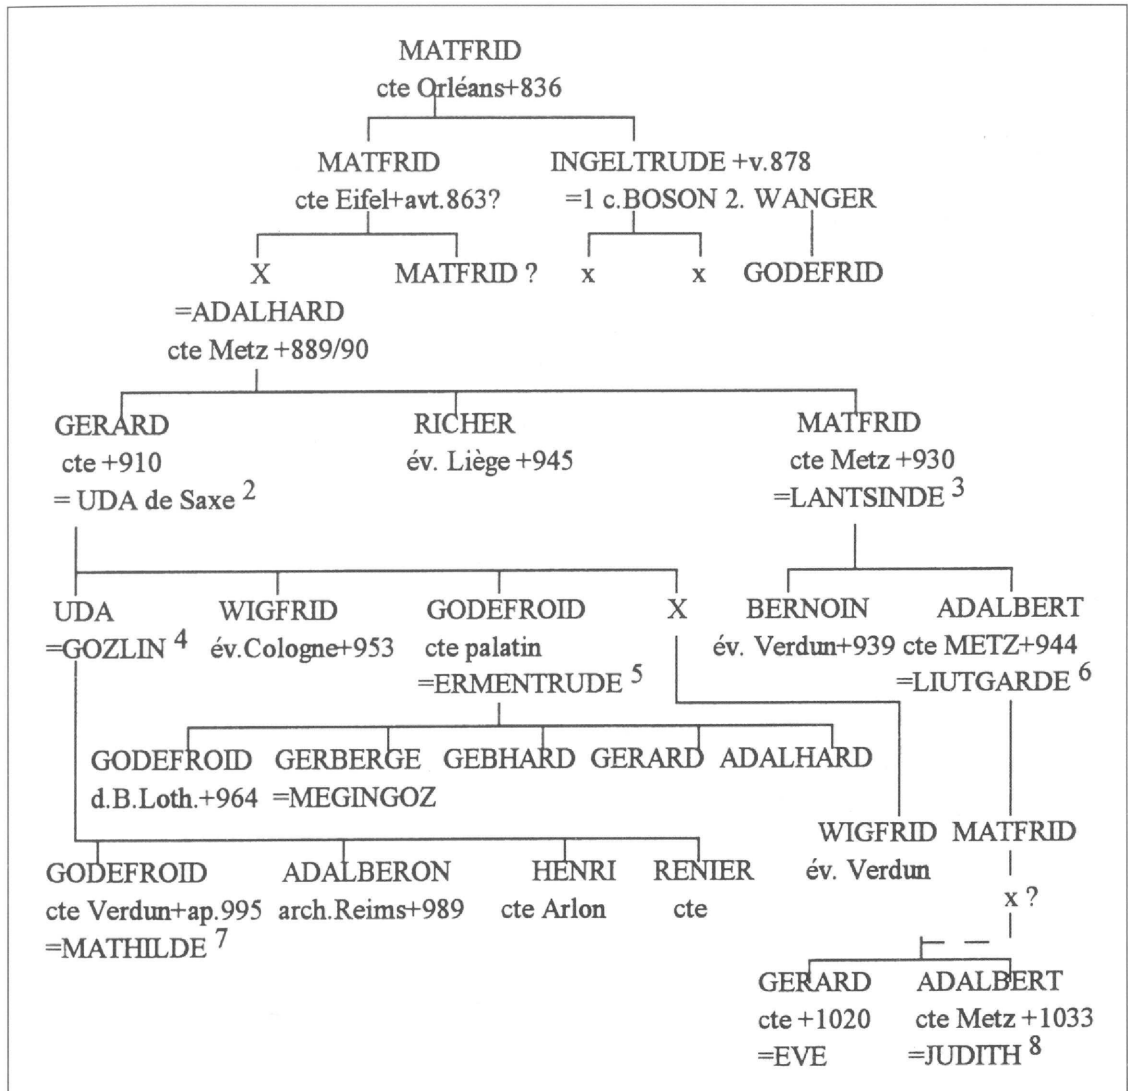 MATFRID
cte Orléans+836
MATFRID INGELTRUDE +v.878
cte Eifel+avt.863? =1 c.BOSON 2. WANGER
X MATFRID ? x x GODEFRID
=ADALHARD
cte Metz +889/90
GERARD RICHER MATFRID
cte +910 év. Liège +945 cte Metz +930
= UDA de Saxe 2 =LANTSINDE 3
UDA WIGFRID GODEFROID X BERNOIN ADALBERT
=GOZLIN 4 év.Cologne+953 cte palatin év. Verdun+939 cte METZ+944
=ERMENTRUDE 5 =LIUTGARDE 6
GODEFROID GERBERGE GEBHARD GERARD ADALHARD
d.B.Loth.+964 =MEGINGOZ
WIGFRID MATFRID
év. Verdun
GODEFROID ADALBERON HENRI RENIER
cte Verdun+ap.995 arch.Reims+989 cte Arlon cte
x ?
=MATHILDE 7
GERARD ADALBERT
cte +1020 cte Metz +1033
=EVE =JUDITH 8